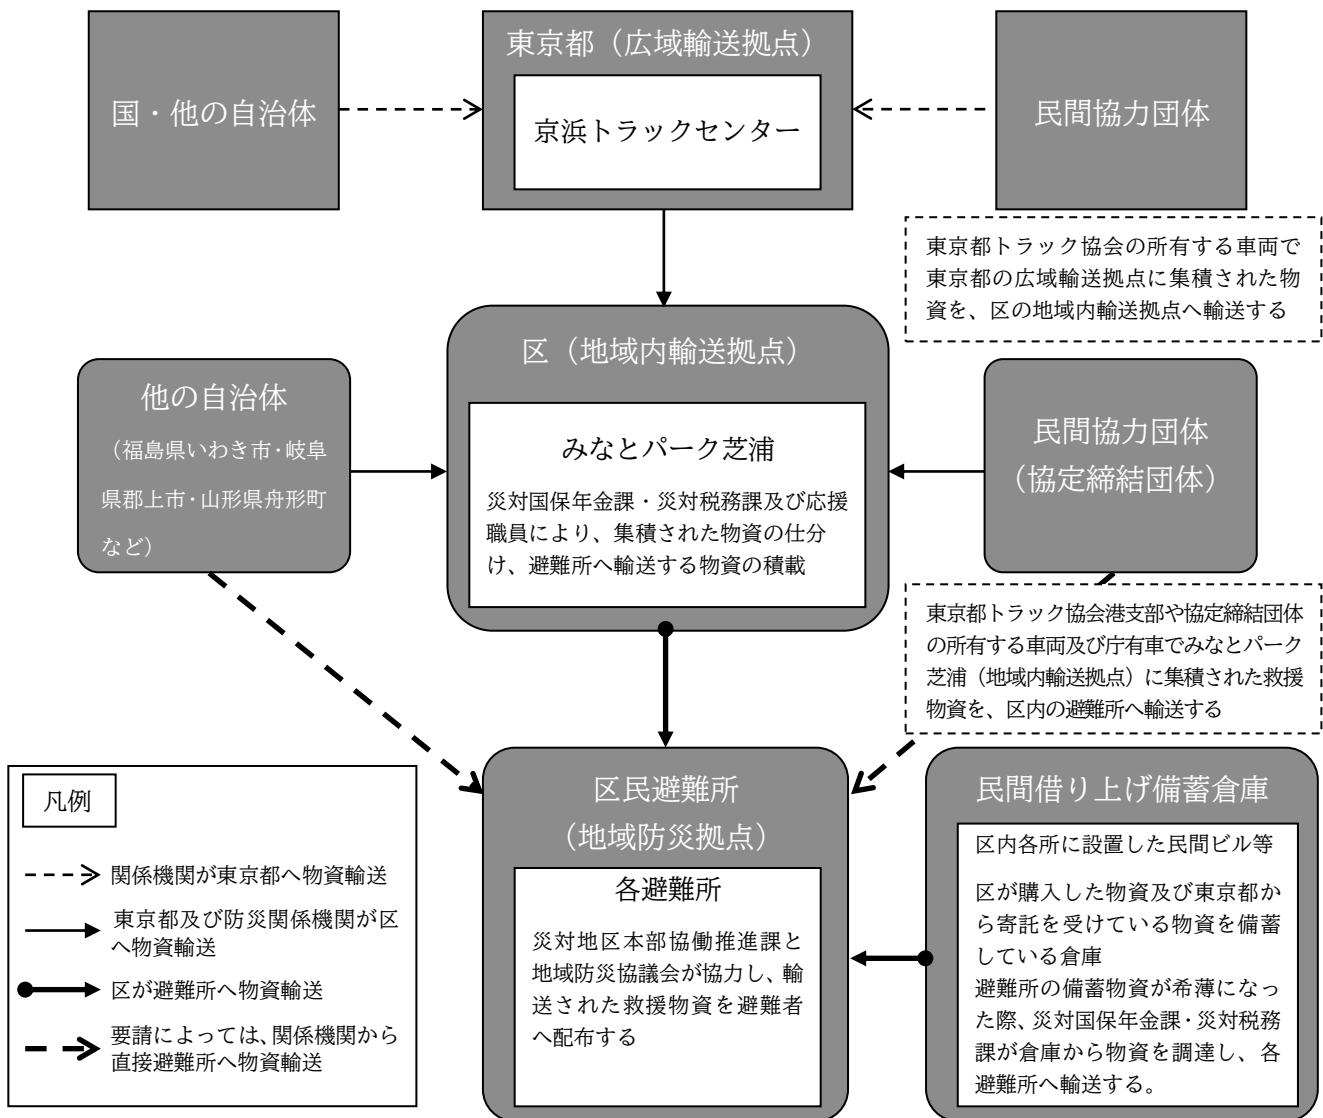 国・他の自治体
東京都（広域輸送拠点）
京浜トラックセンター
民間協力団体
東京都トラック協会の所有する車両で
東京都の広域輸送拠点に集積された物
資を、区の地域内輸送拠点へ輸送する
他の自治体
（福島県いわき市・岐阜
県郡上市・山形県舟形町
など）
区（地域内輸送拠点）
みなとパーク芝浦
災対国保年金課・災対税務課及び応援
職員により、集積された物資の仕分
け、避難所へ輸送する物資の積載
民間協力団体
（協定締結団体）
東京都トラック協会港支部や協定締結団体
の所有する車両及び庁有車でみなとパーク
芝浦（地域内輸送拠点）に集積された救援
物資を、区内の避難所へ輸送する
凡例
関係機関が東京都へ物資輸送
東京都及び防災関係機関が区
へ物資輸送
区が避難所へ物資輸送
要請によっては、関係機関から
直接避難所へ物資輸送
区民避難所
（地域防災拠点）
各避難所
災対地区本部協働推進課と
地域防災協議会が協力し、輸
送された救援物資を避難者
へ配布する
民間借り上げ備蓄倉庫
区内各所に設置した民間ビル等
区が購入した物資及び東京都か
ら寄託を受けている物資を備蓄
している倉庫
避難所の備蓄物資が希薄になっ
た際、災対国保年金課・災対税務
課が倉庫から物資を調達し、各
避難所へ輸送する。